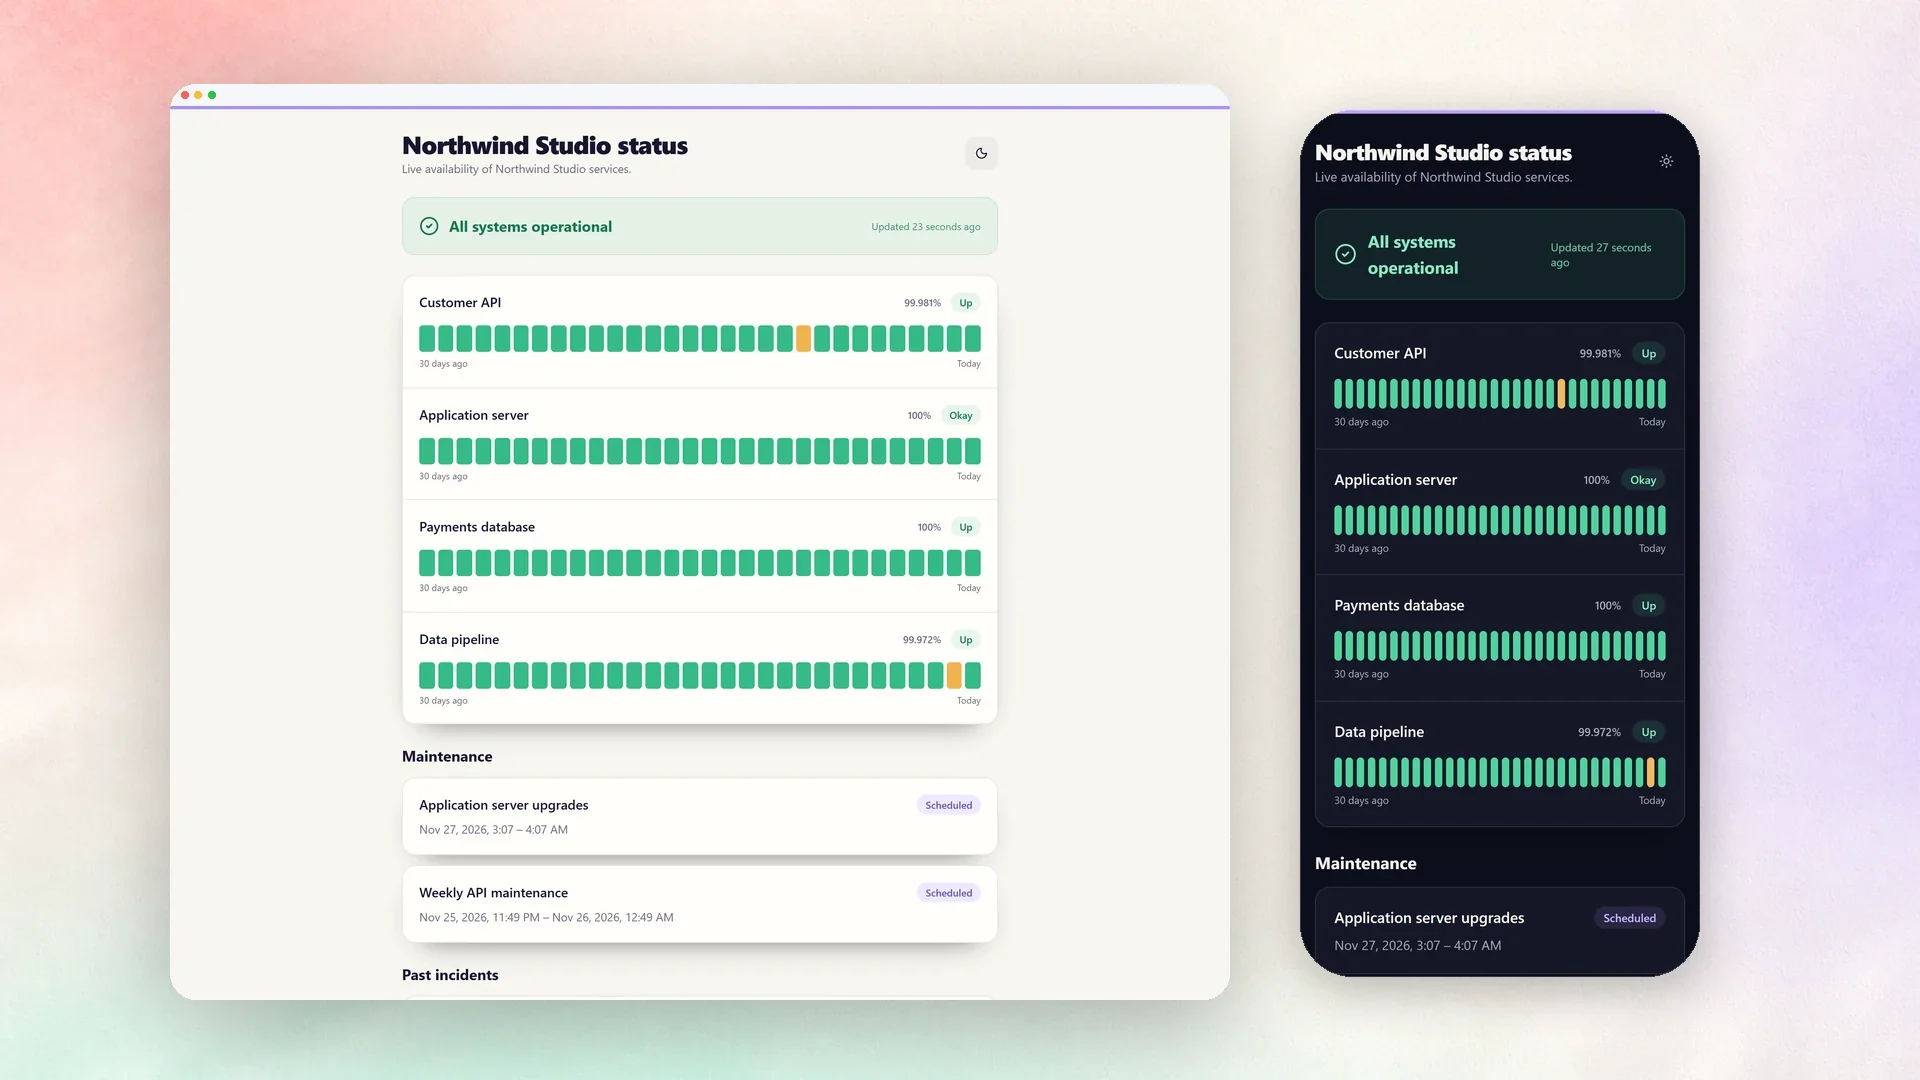 Northwind Studio status
Live availability of Northwind Studio services.
All systems operational
Updated 23 seconds ago
Customer API
99.981%
Up
30 days ago
Today
Application server
100%
Okay
30 days ago
Today
Payments database
100%
Up
30 days ago
Today
Data pipeline
99.972%
Up
30 days ago
Today
Maintenance
Application server upgrades
Scheduled
Nov 27, 2026, 3:07 – 4:07 AM
Weekly API maintenance
Scheduled
Nov 25, 2026, 11:49 PM – Nov 26, 2026, 12:49 AM
Past incidents
Northwind Studio status
Live availability of Northwind Studio services.
All systems
operational
Updated 27 seconds
ago
Customer API
99.981%
Up
30 days ago
Today
Application server
100%
Okay
30 days ago
Today
Payments database
100%
Up
30 days ago
Today
Data pipeline
99.972%
Up
30 days ago
Today
Maintenance
Application server upgrades
Scheduled
Nov 27, 2026, 3:07 – 4:07 AM